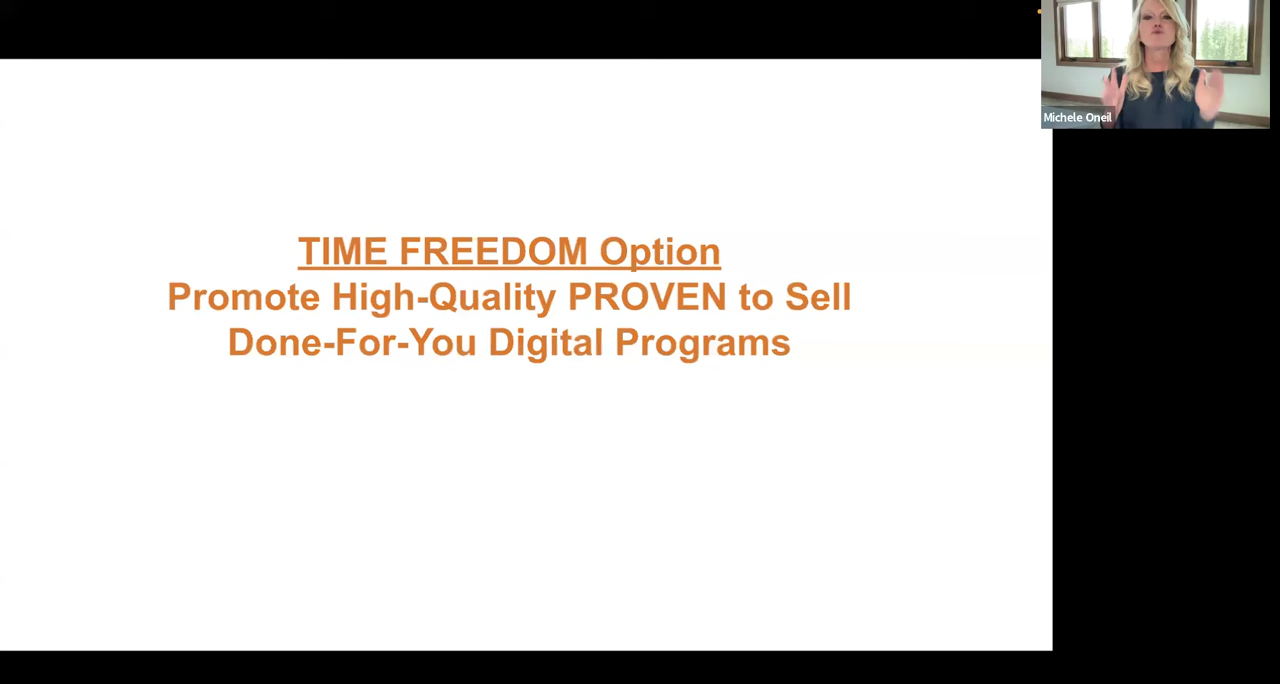 Michele Oneil
TIME FREEDOM Option
Promote High-Quality PROVEN to Sell
Done-For-You Digital Programs